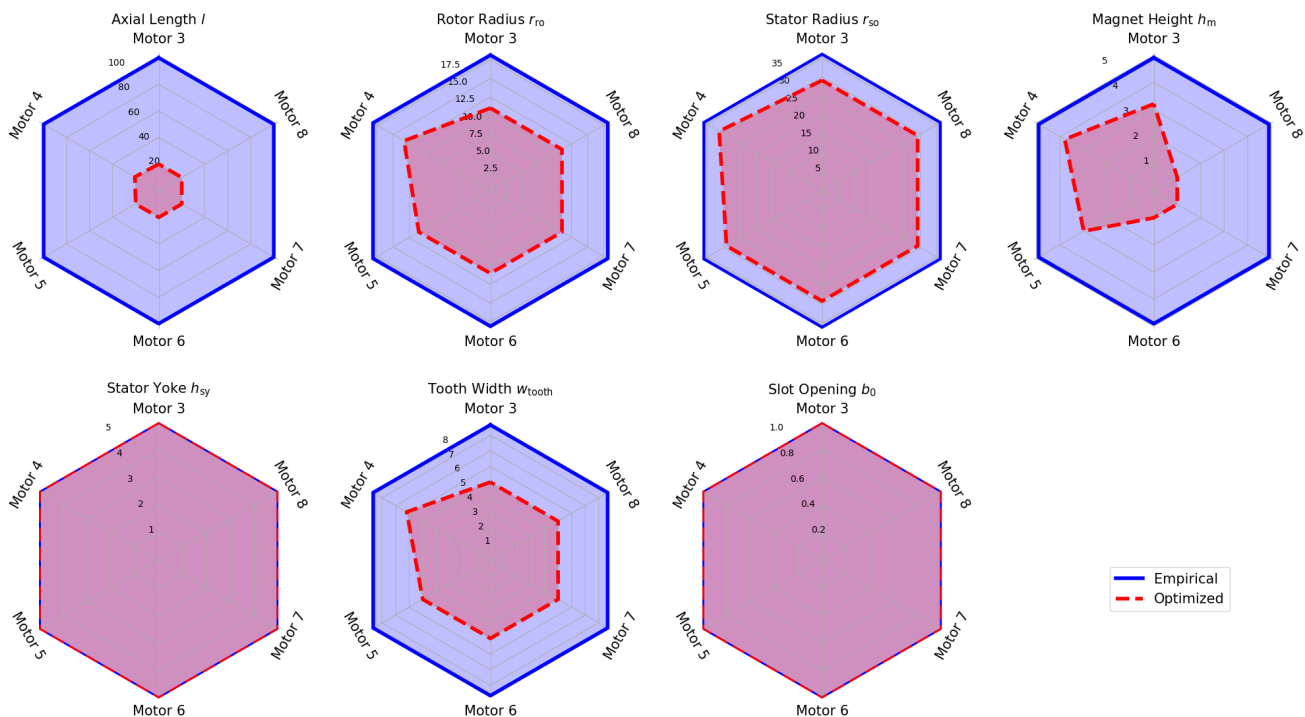 Axial Length l
Motor 3
100
80
60
40
20
Motor 4
Motor 8
Motor 5
Motor 7
Motor 6
Rotor Radius r_ro
Motor 3
17.5
15.0
12.5
10.0
7.5
5.0
2.5
Motor 4
Motor 8
Motor 5
Motor 7
Motor 6
Stator Radius r_so
Motor 3
35
30
25
20
15
10
5
Motor 4
Motor 8
Motor 5
Motor 7
Motor 6
Magnet Height h_m
Motor 3
5
4
3
2
1
Motor 4
Motor 8
Motor 5
Motor 7
Motor 6
Stator Yoke h_sy
Motor 3
5
4
3
2
1
Motor 4
Motor 8
Motor 5
Motor 7
Motor 6
Tooth Width w_tooth
Motor 3
8
7
6
5
4
3
2
1
Motor 4
Motor 8
Motor 5
Motor 7
Motor 6
Slot Opening b_0
Motor 3
1.0
0.8
0.6
0.4
0.2
Motor 4
Motor 8
Motor 5
Motor 7
Motor 6
Empirical
Optimized